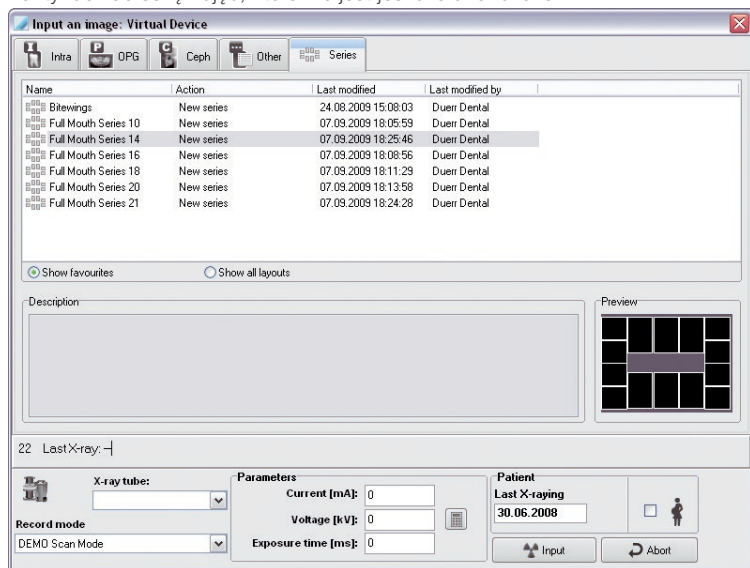 Input an image: Virtual Device
Intra OPG Ceph Other Series
Name Action Last modified Last modified by
Bitewings New series 24.08.2009 15:08:03 Duerr Dental
Full Mouth Series 10 New series 07.09.2009 18:05:59 Duerr Dental
Full Mouth Series 14 New series 07.09.2009 18:25:46 Duerr Dental
Full Mouth Series 16 New series 07.09.2009 18:08:56 Duerr Dental
Full Mouth Series 18 New series 07.09.2009 18:11:29 Duerr Dental
Full Mouth Series 20 New series 07.09.2009 18:13:58 Duerr Dental
Full Mouth Series 21 New series 07.09.2009 18:24:28 Duerr Dental
Show favourites Show all layouts
Description Preview
22 Last X-ray: -
X-ray tube:
Record mode
DEMO Scan Mode
Parameters
Current [mA]: 0
Voltage [kV]: 0
Exposure time [ms]: 0
Patient
Last X-raying
30.06.2008
Input Abort